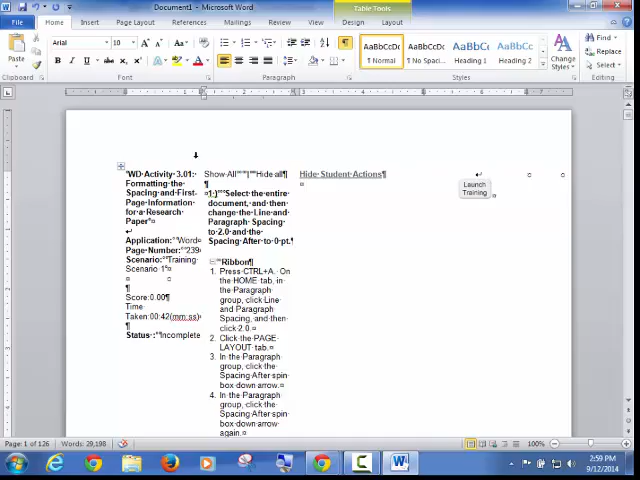 Document1 - Microsoft Word
Table Tools
File
Home
Insert
Page Layout
References
Mailings
Review
View
Design
Layout
Paste
Clipboard
Arial
10
Font
Paragraph
AaBbCcDc
¶ Normal
AaBbCcDc
¶ No Spaci...
AaBbC
Heading 1
AaBbCc
Heading 2
Styles
Change
Styles
Find
Replace
Select
Editing
WD Activity 3.01:
Formatting the
Spacing and First-
Page Information
for a Research
Paper
Application: Word
Page Number: 239
Scenario: Training
Scenario 1
Score:0.00¶
Time
Taken:00:42(mm:ss)
Status : Incomplete
Show All | Hide all¶
1.) Select the entire
document, and then
change the Line and
Paragraph Spacing
to 2.0 and the
Spacing After to 0 pt.¶
Ribbon¶
1. Press CTRL+A. On
the HOME tab, in
the Paragraph
group, click Line
and Paragraph
Spacing, and then
click 2.0.
2. Click the PAGE
LAYOUT tab.
3. In the Paragraph
group, click the
Spacing After spin
box down arrow.
4. In the Paragraph
group, click the
Spacing After spin
box down arrow
again.
Hide Student Actions¶
Launch
Training
Page: 1 of 126
Words: 29,198
100%
2:59 PM
9/12/2014